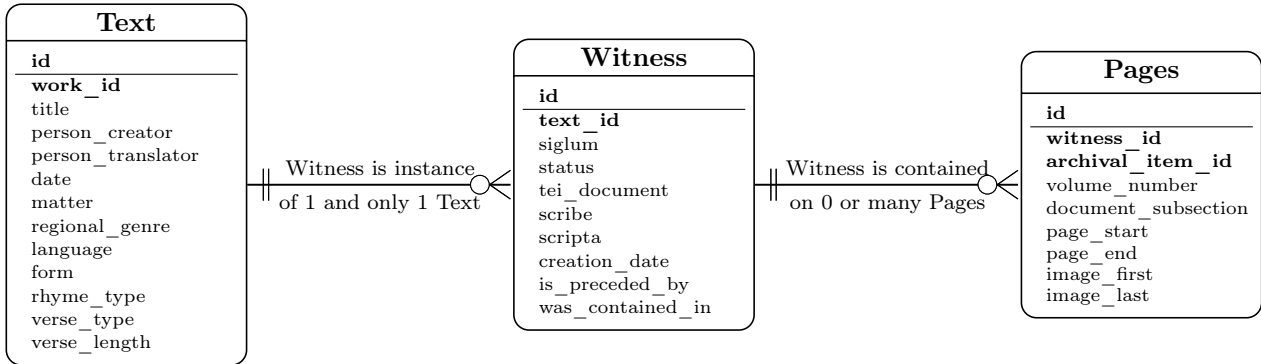 Text
id
work_id
title
person_creator
person_translator
date
matter
regional_genre
language
form
rhyme_type
verse_type
verse_length
Witness is instance
of 1 and only 1 Text
Witness
id
text_id
siglum
status
tei_document
scribe
scripta
creation_date
is_preceded_by
was_contained_in
Witness is contained
on 0 or many Pages
Pages
id
witness_id
archival_item_id
volume_number
document_subsection
page_start
page_end
image_first
image_last